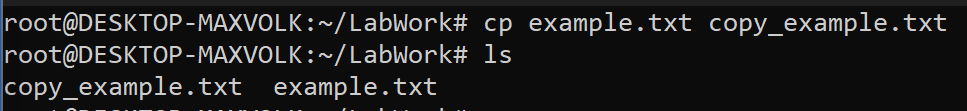 root@DESKTOP-MAXVOLK:~/LabWork# cp example.txt copy_example.txt
root@DESKTOP-MAXVOLK:~/LabWork# ls
copy_example.txt  example.txt